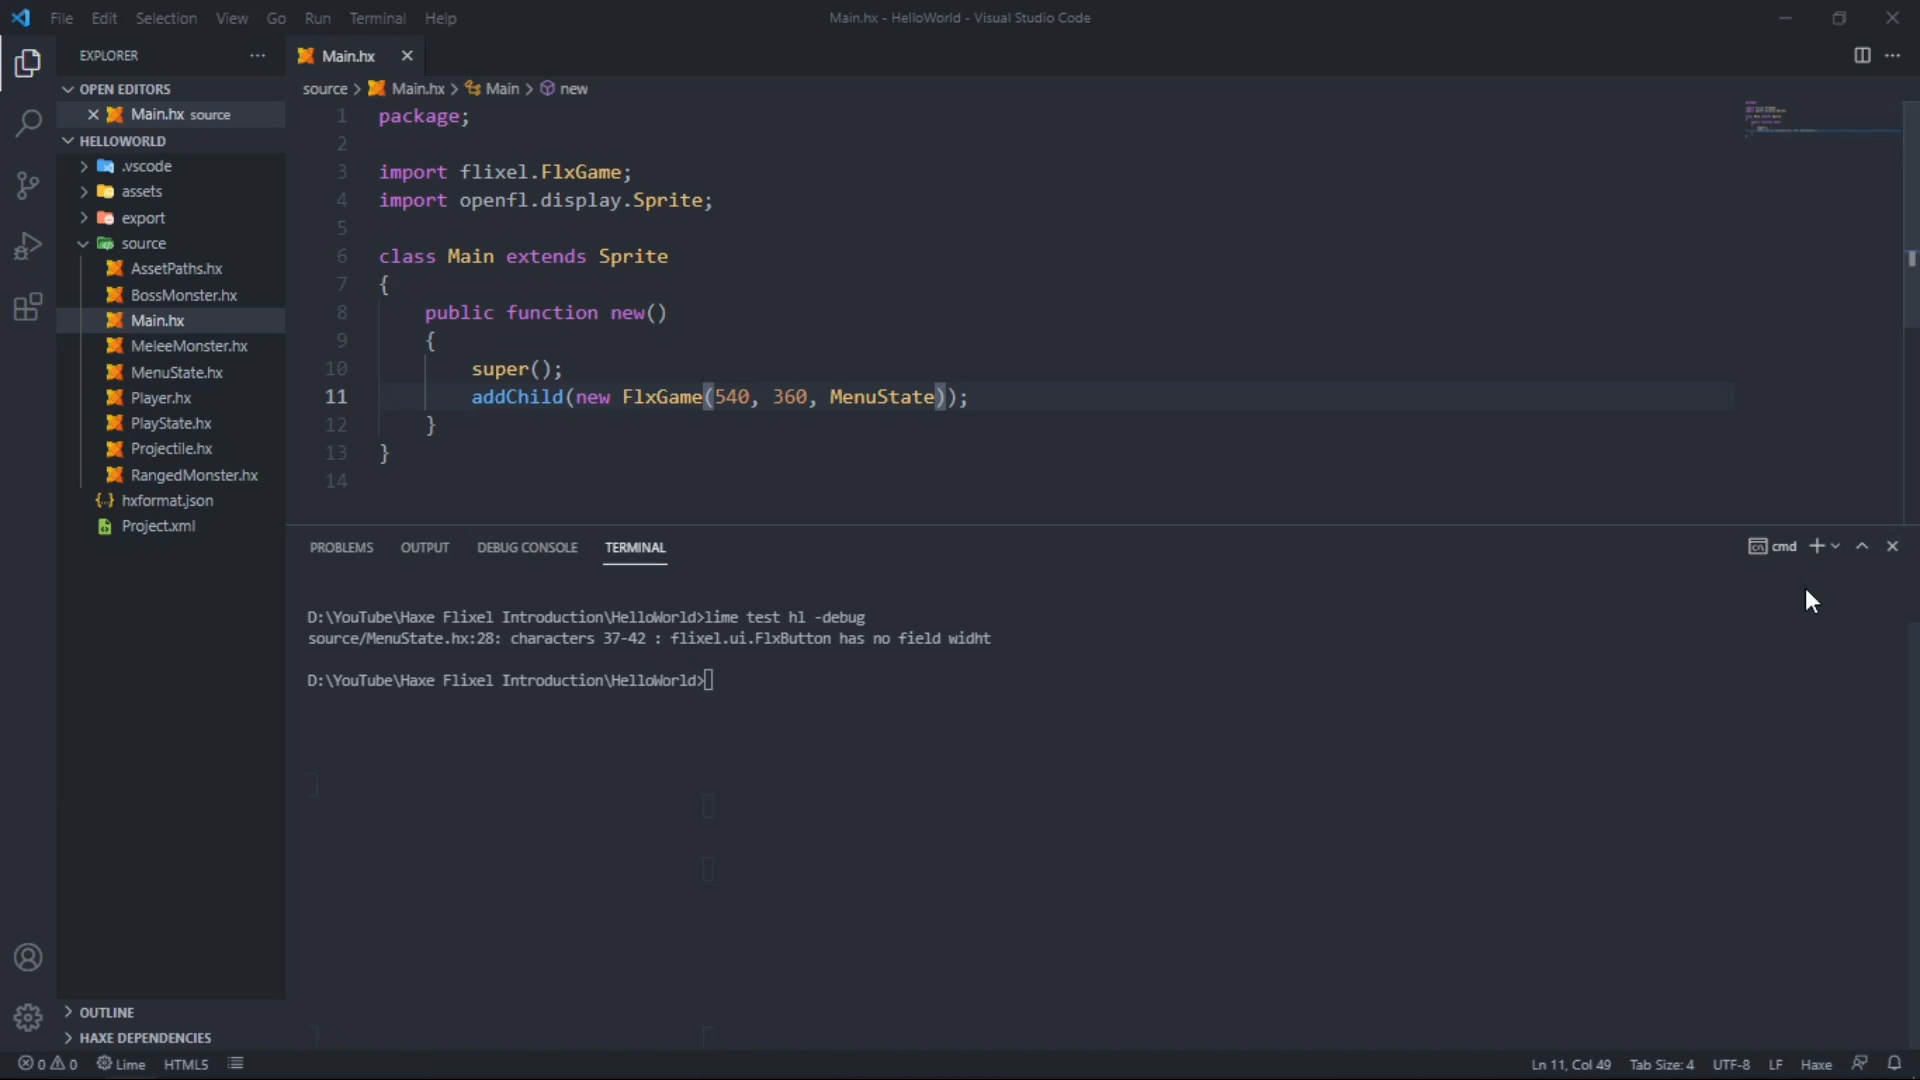 File Edit Selection View Go Run Terminal Help
Main.hx - HelloWorld - Visual Studio Code
EXPLORER
OPEN EDITORS
Main.hx source
HELLOWORLD
.vscode
assets
export
source
AssetPaths.hx
BossMonster.hx
Main.hx
MeleeMonster.hx
MenuState.hx
Player.hx
PlayState.hx
Projectile.hx
RangedMonster.hx
hxformat.json
Project.xml
OUTLINE
HAXE DEPENDENCIES
Main.hx
source > Main.hx > Main > new
1 package;
2
3 import flixel.FlxGame;
4 import openfl.display.Sprite;
5
6 class Main extends Sprite
7 {
8 public function new()
9 {
10 super();
11 addChild(new FlxGame(540, 360, MenuState));
12 }
13 }
14
PROBLEMS OUTPUT DEBUG CONSOLE TERMINAL
cmd
D:\YouTube\Haxe Flixel Introduction\HelloWorld>lime test hl -debug
source/MenuState.hx:28: characters 37-42 : flixel.ui.FlxButton has no field widht
D:\YouTube\Haxe Flixel Introduction\HelloWorld>
0 0 Lime HTML5
Ln 11, Col 49 Tab Size: 4 UTF-8 LF Haxe